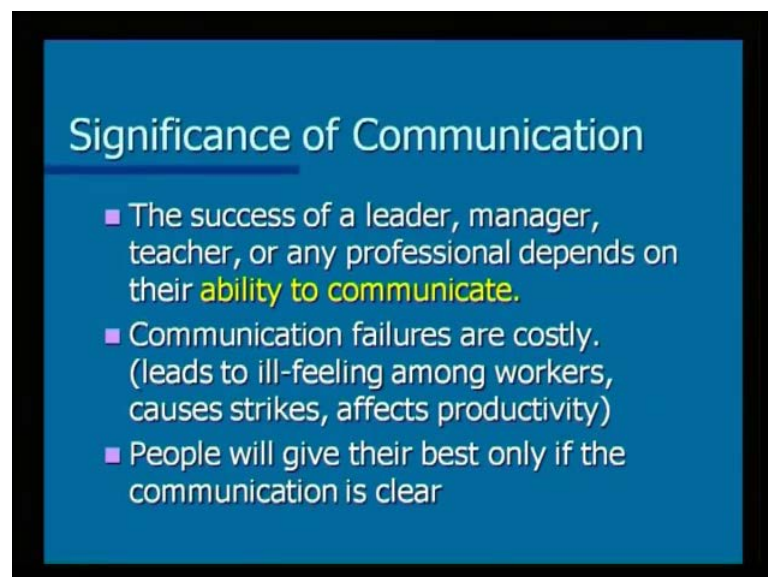 Significance of Communication
The success of a leader, manager,
teacher, or any professional depends on
their ability to communicate.
Communication failures are costly.
(leads to ill-feeling among workers,
causes strikes, affects productivity)
People will give their best only if the
communication is clear